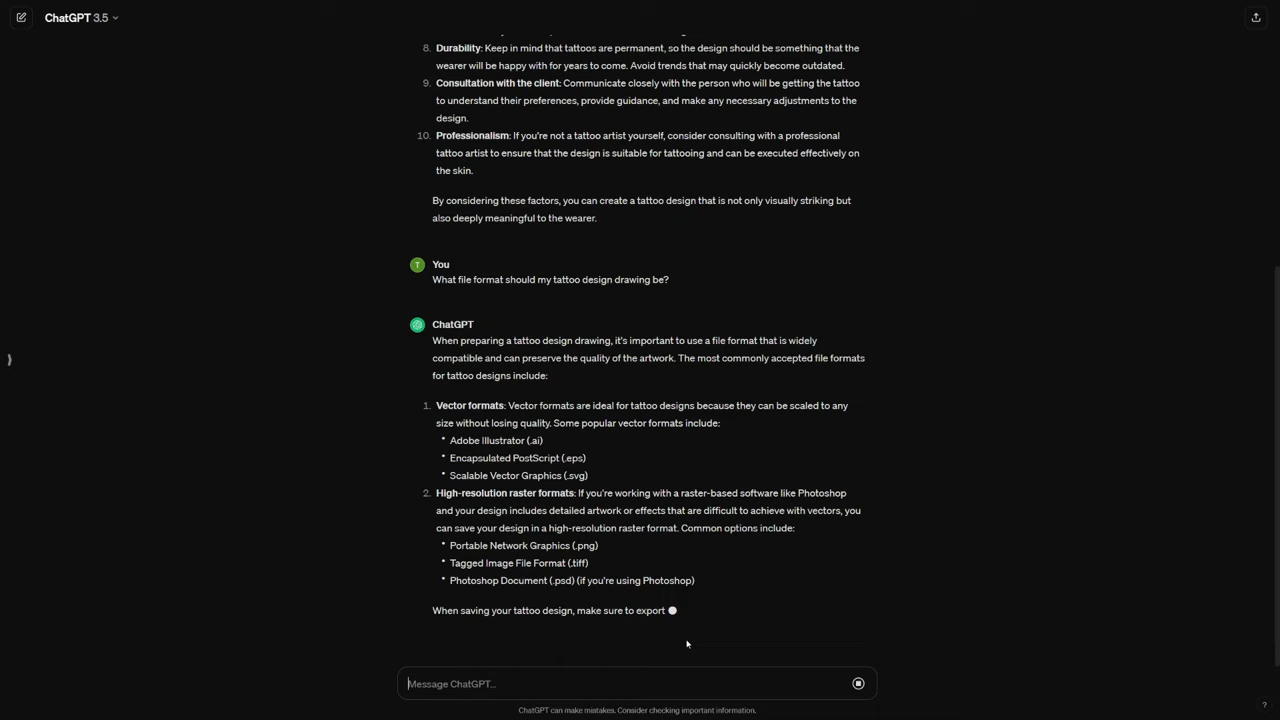 ChatGPT 3.5
8. Durability: Keep in mind that tattoos are permanent, so the design should be something that the
wearer will be happy with for years to come. Avoid trends that may quickly become outdated.
9. Consultation with the client: Communicate closely with the person who will be getting the tattoo
to understand their preferences, provide guidance, and make any necessary adjustments to the
design.
10. Professionalism: If you're not a tattoo artist yourself, consider consulting with a professional
tattoo artist to ensure that the design is suitable for tattooing and can be executed effectively on
the skin.
By considering these factors, you can create a tattoo design that is not only visually striking but
also deeply meaningful to the wearer.
T You
What file format should my tattoo design drawing be?
ChatGPT
When preparing a tattoo design drawing, it's important to use a file format that is widely
compatible and can preserve the quality of the artwork. The most commonly accepted file formats
for tattoo designs include:
1. Vector formats: Vector formats are ideal for tattoo designs because they can be scaled to any
size without losing quality. Some popular vector formats include:
• Adobe Illustrator (.ai)
• Encapsulated PostScript (.eps)
• Scalable Vector Graphics (.svg)
2. High-resolution raster formats: If you're working with a raster-based software like Photoshop
and your design includes detailed artwork or effects that are difficult to achieve with vectors, you
can save your design in a high-resolution raster format. Common options include:
• Portable Network Graphics (.png)
• Tagged Image File Format (.tiff)
• Photoshop Document (.psd) (if you're using Photoshop)
When saving your tattoo design, make sure to export
Message ChatGPT...
ChatGPT can make mistakes. Consider checking important information.
?